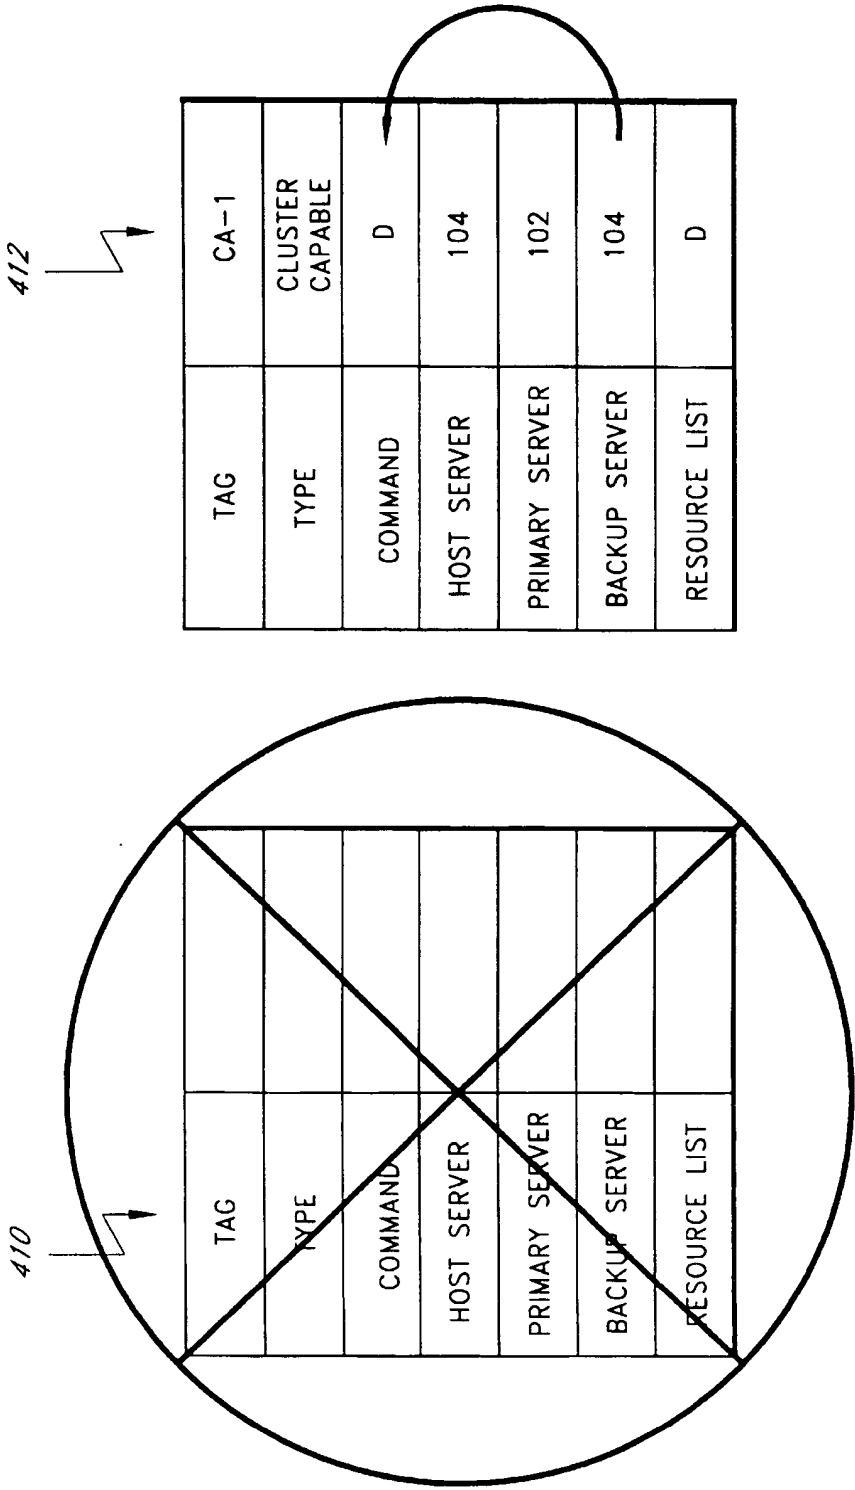 410
TAG
TYPE
COMMAND
HOST SERVER
PRIMARY SERVER
BACKUP SERVER
RESOURCE LIST
412
TAG CA-1
TYPE CLUSTER
CAPABLE
COMMAND D
HOST SERVER 104
PRIMARY SERVER 102
BACKUP SERVER 104
RESOURCE LIST D